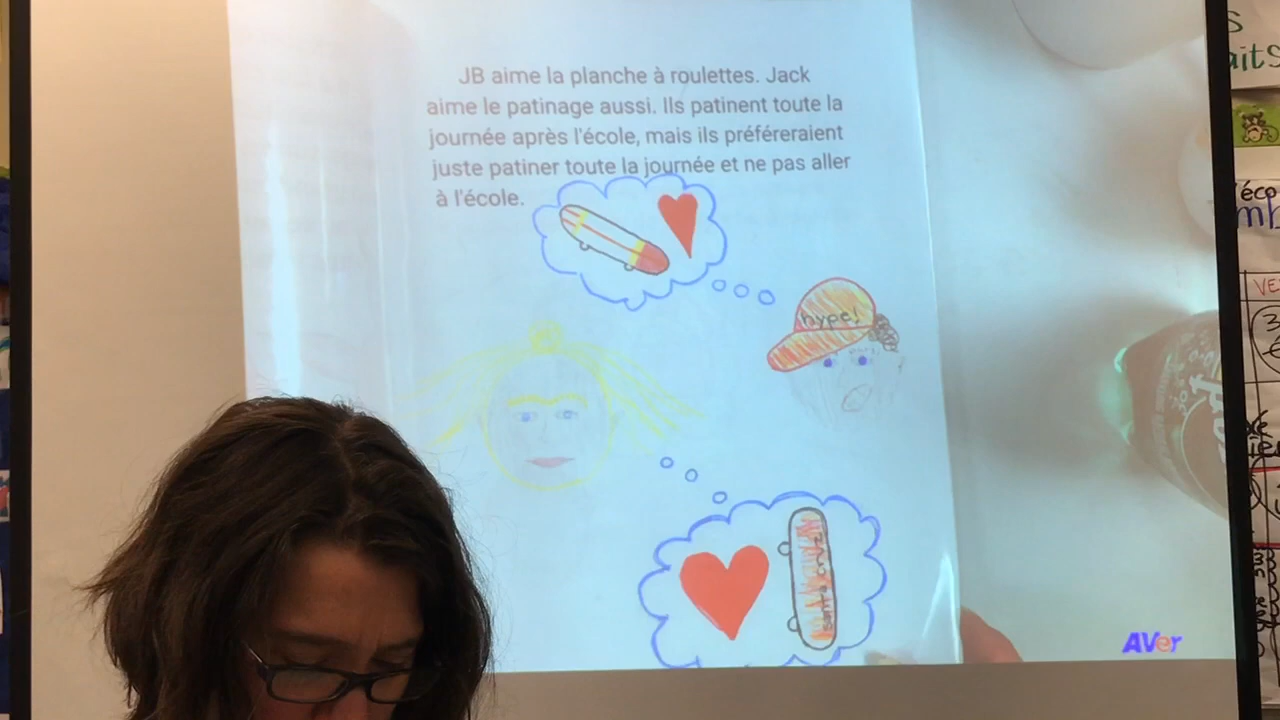 JB aime la planche à roulettes. Jack
aime le patinage aussi. Ils patinent toute la
journée après l'école, mais ils préféreraient
juste patiner toute la journée et ne pas aller
à l'école.
hype!
AVer